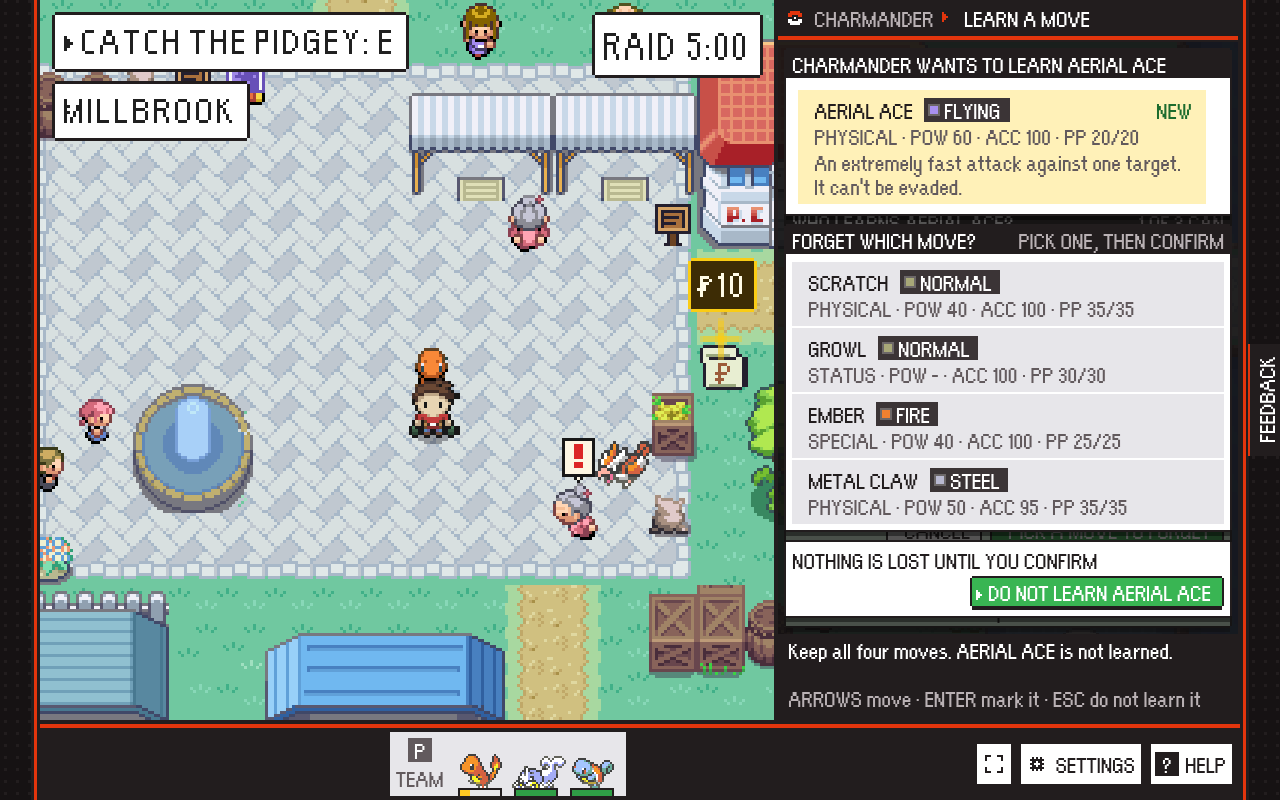 CATCH THE PIDGEY: E
RAID 5:00
MILLBROOK
P.C
₽10
₽
!
CHARMANDER LEARN A MOVE
CHARMANDER WANTS TO LEARN AERIAL ACE
AERIAL ACE FLYING NEW
PHYSICAL · POW 60 · ACC 100 · PP 20/20
An extremely fast attack against one target.
It can't be evaded.
FORGET WHICH MOVE? PICK ONE, THEN CONFIRM
SCRATCH NORMAL
PHYSICAL · POW 40 · ACC 100 · PP 35/35
GROWL NORMAL
STATUS · POW - · ACC 100 · PP 30/30
EMBER FIRE
SPECIAL · POW 40 · ACC 100 · PP 25/25
METAL CLAW STEEL
PHYSICAL · POW 50 · ACC 95 · PP 35/35
NOTHING IS LOST UNTIL YOU CONFIRM
DO NOT LEARN AERIAL ACE
Keep all four moves. AERIAL ACE is not learned.
ARROWS move · ENTER mark it · ESC do not learn it
FEEDBACK
P
TEAM
SETTINGS
? HELP